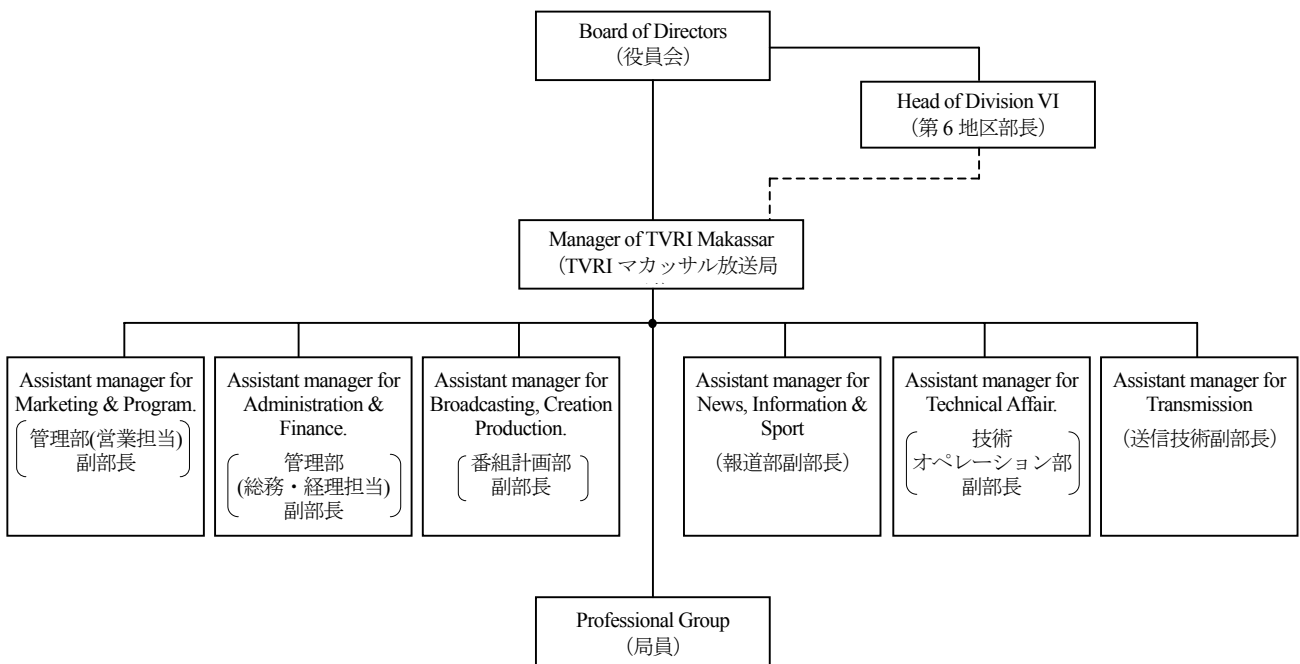 Board of Directors
（役員会）
Head of Division VI
（第 6 地区部長）
Manager of TVRI Makassar
（TVRI マカッサル放送局
Assistant manager for
Marketing & Program.
管理部(営業担当)
副部長
Assistant manager for
Administration &
Finance.
管理部
(総務・経理担当)
副部長
Assistant manager for
Broadcasting, Creation
Production.
番組計画部
副部長
Assistant manager for
News, Information &
Sport
（報道部副部長）
Assistant manager for
Technical Affair.
技術
オペレーション部
副部長
Assistant manager for
Transmission
（送信技術副部長）
Professional Group
（局員）